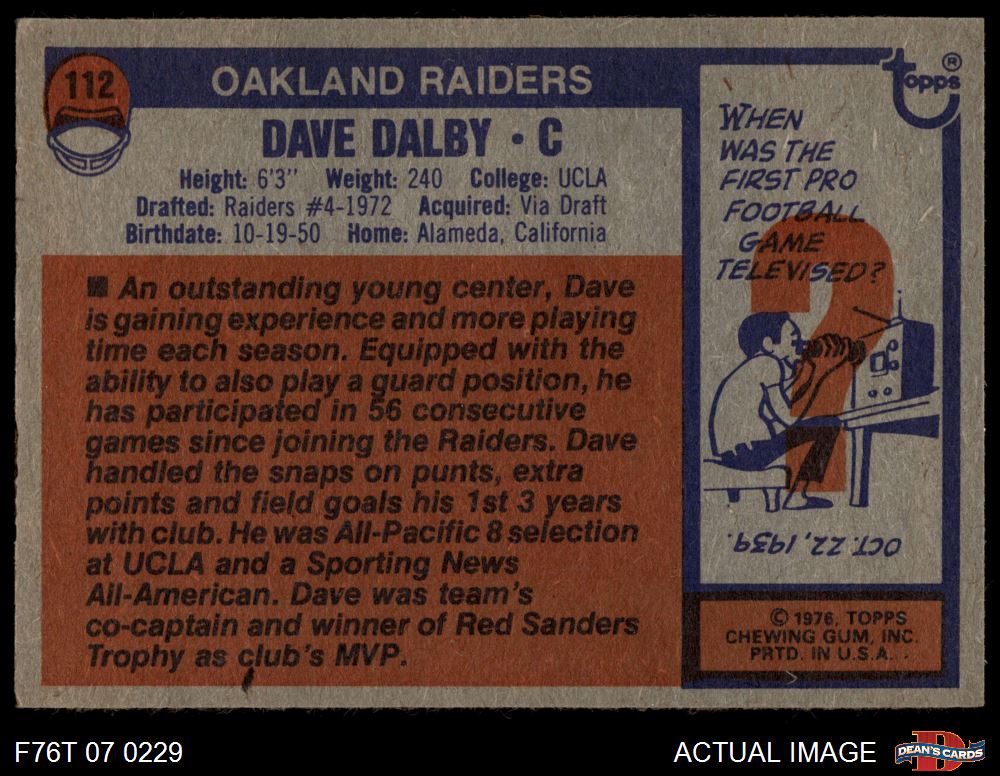 112
OAKLAND RAIDERS
DAVE DALBY • C
Height: 6'3" Weight: 240 College: UCLA
Drafted: Raiders #4-1972 Acquired: Via Draft
Birthdate: 10-19-50 Home: Alameda, California
■ An outstanding young center, Dave
is gaining experience and more playing
time each season. Equipped with the
ability to also play a guard position, he
has participated in 56 consecutive
games since joining the Raiders. Dave
handled the snaps on punts, extra
points and field goals his 1st 3 years
with club. He was All-Pacific 8 selection
at UCLA and a Sporting News
All-American. Dave was team's
co-captain and winner of Red Sanders
Trophy as club's MVP.
topps®
WHEN
WAS THE
FIRST PRO
FOOTBALL
GAME
TELEVISED?
?
OCT. 22, 1939.
© 1976, TOPPS
CHEWING GUM, INC.
PRTD. IN U.S.A.
F76T 07 0229
ACTUAL IMAGE
DEAN'S CARDS